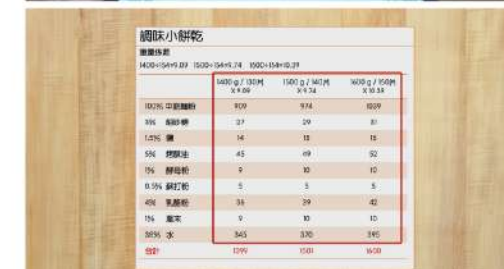 調味小餅乾
重量係數
1400÷154=9.09 1500÷154=9.74 1600÷154=10.39
1400 g / 130片 1500 g / 140片 1600 g / 150片
X 9.09 X 9.74 X 10.39
100% 中筋麵粉 909 974 1039
3% 細砂糖 27 29 31
1.5% 鹽 14 15 16
5% 烤酥油 45 49 52
1% 酵母粉 9 10 10
0.5% 蘇打粉 5 5 5
4% 乳酪粉 36 39 42
1% 蔥末 9 10 10
38% 水 345 370 395
合計 1399 1501 1600